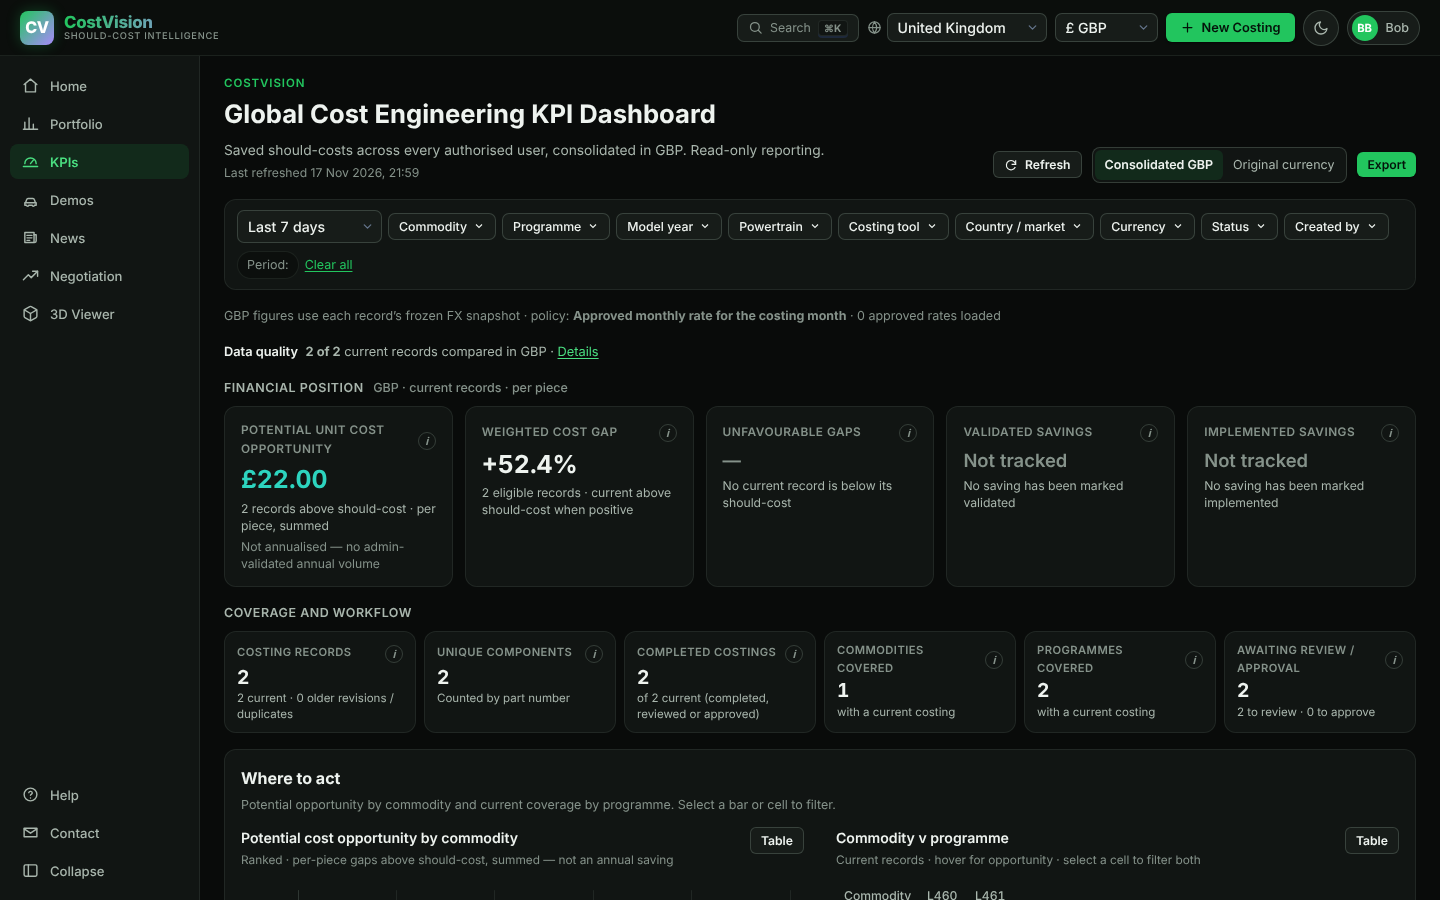 CV CostVision
SHOULD-COST INTELLIGENCE
Search ⌘K
United Kingdom
£ GBP
+ New Costing
BB Bob
Home
Portfolio
KPIs
Demos
News
Negotiation
3D Viewer
Help
Contact
Collapse
COSTVISION
Global Cost Engineering KPI Dashboard
Saved should-costs across every authorised user, consolidated in GBP. Read-only reporting.
Last refreshed 17 Nov 2026, 21:59
Refresh
Consolidated GBP
Original currency
Export
Last 7 days
Commodity
Programme
Model year
Powertrain
Costing tool
Country / market
Currency
Status
Created by
Period:
Clear all
GBP figures use each record's frozen FX snapshot · policy: Approved monthly rate for the costing month · 0 approved rates loaded
Data quality 2 of 2 current records compared in GBP · Details
FINANCIAL POSITION GBP · current records · per piece
POTENTIAL UNIT COST
OPPORTUNITY
i
£22.00
2 records above should-cost · per
piece, summed
Not annualised — no admin-
validated annual volume
WEIGHTED COST GAP
i
+52.4%
2 eligible records · current above
should-cost when positive
UNFAVOURABLE GAPS
i
—
No current record is below its
should-cost
VALIDATED SAVINGS
i
Not tracked
No saving has been marked
validated
IMPLEMENTED SAVINGS
i
Not tracked
No saving has been marked
implemented
COVERAGE AND WORKFLOW
COSTING RECORDS
i
2
2 current · 0 older revisions /
duplicates
UNIQUE COMPONENTS
i
2
Counted by part number
COMPLETED COSTINGS
i
2
of 2 current (completed,
reviewed or approved)
COMMODITIES
COVERED
i
1
with a current costing
PROGRAMMES
COVERED
i
2
with a current costing
AWAITING REVIEW /
APPROVAL
i
2
2 to review · 0 to approve
Where to act
Potential opportunity by commodity and current coverage by programme. Select a bar or cell to filter.
Potential cost opportunity by commodity
Table
Ranked · per-piece gaps above should-cost, summed — not an annual saving
Commodity v programme
Table
Current records · hover for opportunity · select a cell to filter both
Commodity L460 L461